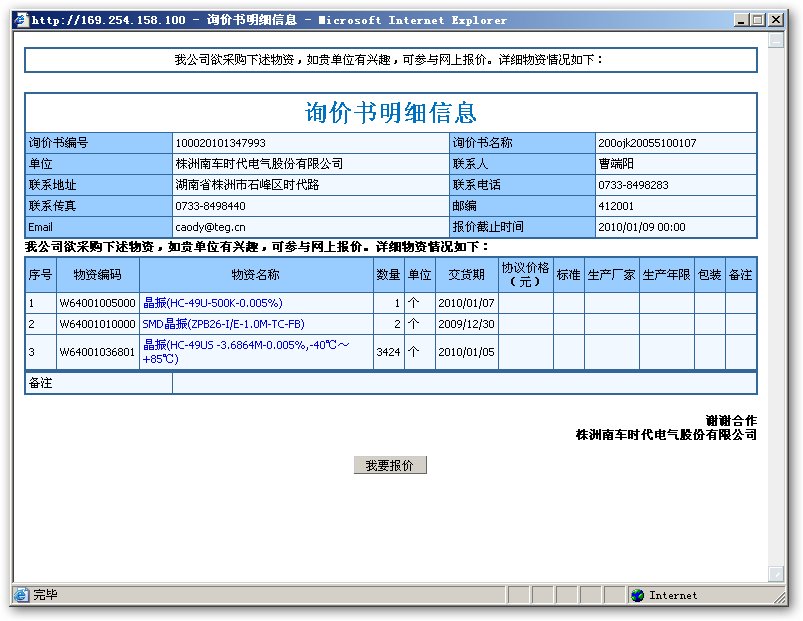 http://169.254.158.100 - 询价书明细信息 - Microsoft Internet Explorer
我公司欲采购下述物资，如贵单位有兴趣，可参与网上报价。详细物资情况如下：
询价书明细信息
询价书编号 100020101347993 询价书名称 200ojk20055100107
单位 株洲南车时代电气股份有限公司 联系人 曹端阳
联系地址 湖南省株洲市石峰区时代路 联系电话 0733-8498283
联系传真 0733-8498440 邮编 412001
Email caody@teg.cn 报价截止时间 2010/01/09 00:00
我公司欲采购下述物资，如贵单位有兴趣，可参与网上报价。详细物资情况如下：
序号 物资编码 物资名称 数量 单位 交货期 协议价格（元） 标准 生产厂家 生产年限 包装 备注
1 W64001005000 晶振(HC-49U-500K-0.005%) 1 个 2010/01/07
2 W64001010000 SMD晶振(ZPB26-I/E-1.0M-TC-FB) 2 个 2009/12/30
3 W64001036801 晶振(HC-49US -3.6864M-0.005%,-40℃～+85℃) 3424 个 2010/01/05
备注
谢谢合作
株洲南车时代电气股份有限公司
我要报价
完毕 Internet